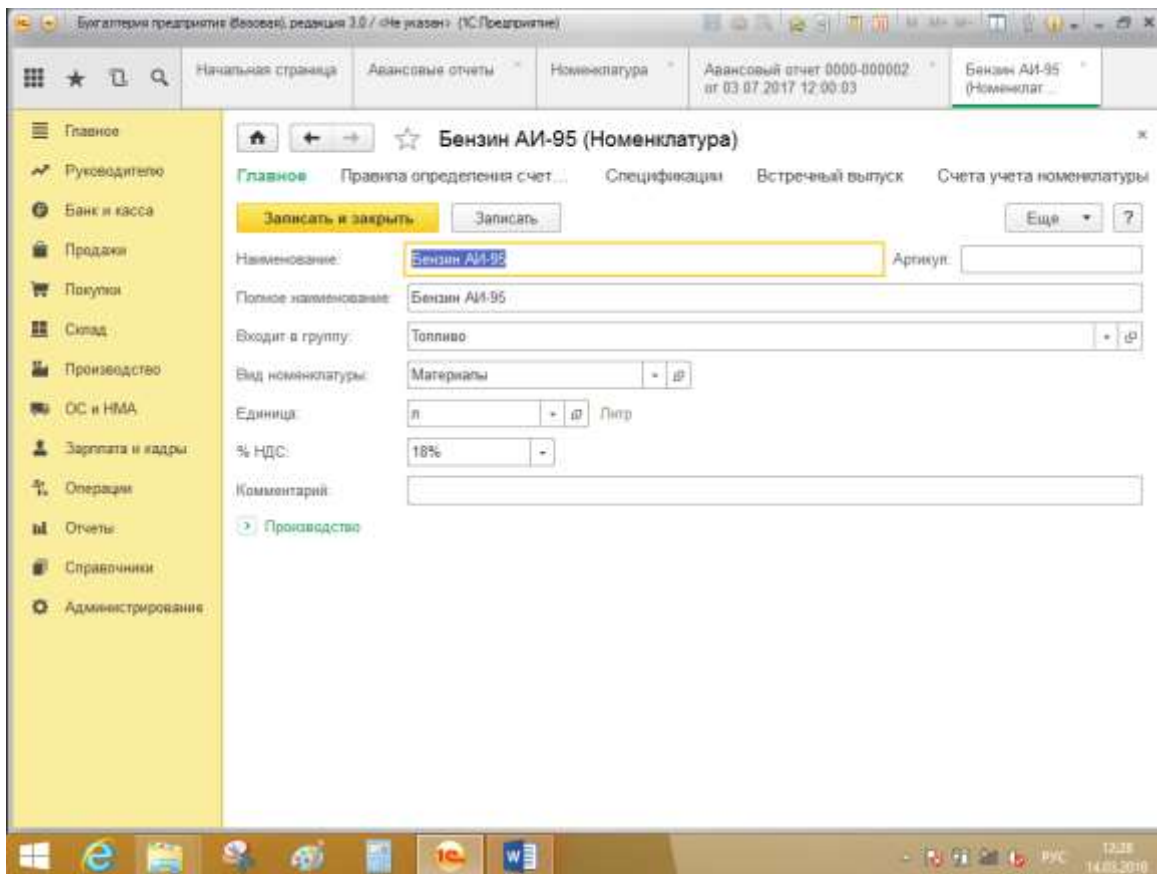 Бухгалтерия предприятия (базовая), редакция 3.0 / <Не указан> (1С:Предприятие)
M M+ M-
Начальная страница
Авансовые отчеты
Номенклатура
Авансовый отчет 0000-000002
от 03.07.2017 12:00:03
Бензин АИ-95
(Номенклат...
Главное
Руководителю
Банк и касса
Продажи
Покупки
Склад
Производство
ОС и НМА
Зарплата и кадры
Операции
Отчеты
Справочники
Администрирование
Бензин АИ-95 (Номенклатура)
Главное Правила определения счет... Спецификации Встречный выпуск Счета учета номенклатуры
Записать и закрыть Записать Еще ?
Наименование: Бензин АИ-95 Артикул:
Полное наименование: Бензин АИ-95
Входит в группу: Топливо
Вид номенклатуры: Материалы
Единица: л Литр
% НДС: 18%
Комментарий:
Производство
1С
W
РУС